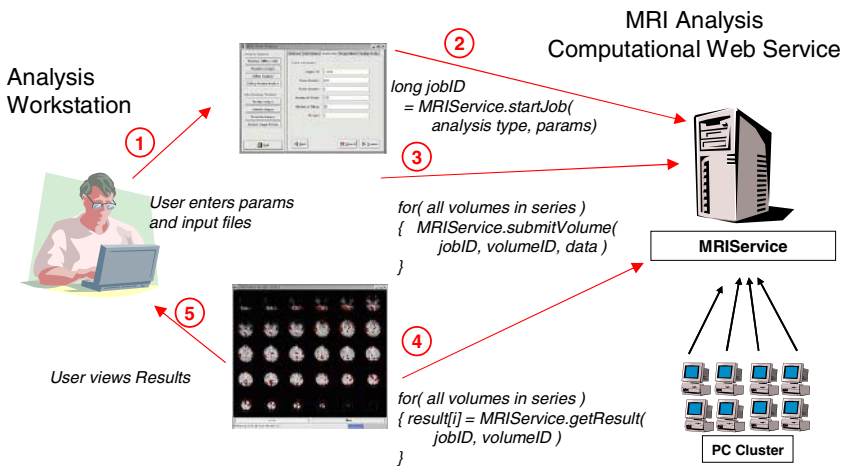 MRI Analysis
Computational Web Service
Analysis
Workstation
1
2
long jobID
= MRIService.startJob(
analysis type, params)
3
User enters params
and input files
for( all volumes in series )
{ MRIService.submitVolume(
jobID, volumeID, data )
}
MRIService
5
4
User views Results
for( all volumes in series )
{ result[i] = MRIService.getResult(
jobID, volumeID )
}
PC Cluster